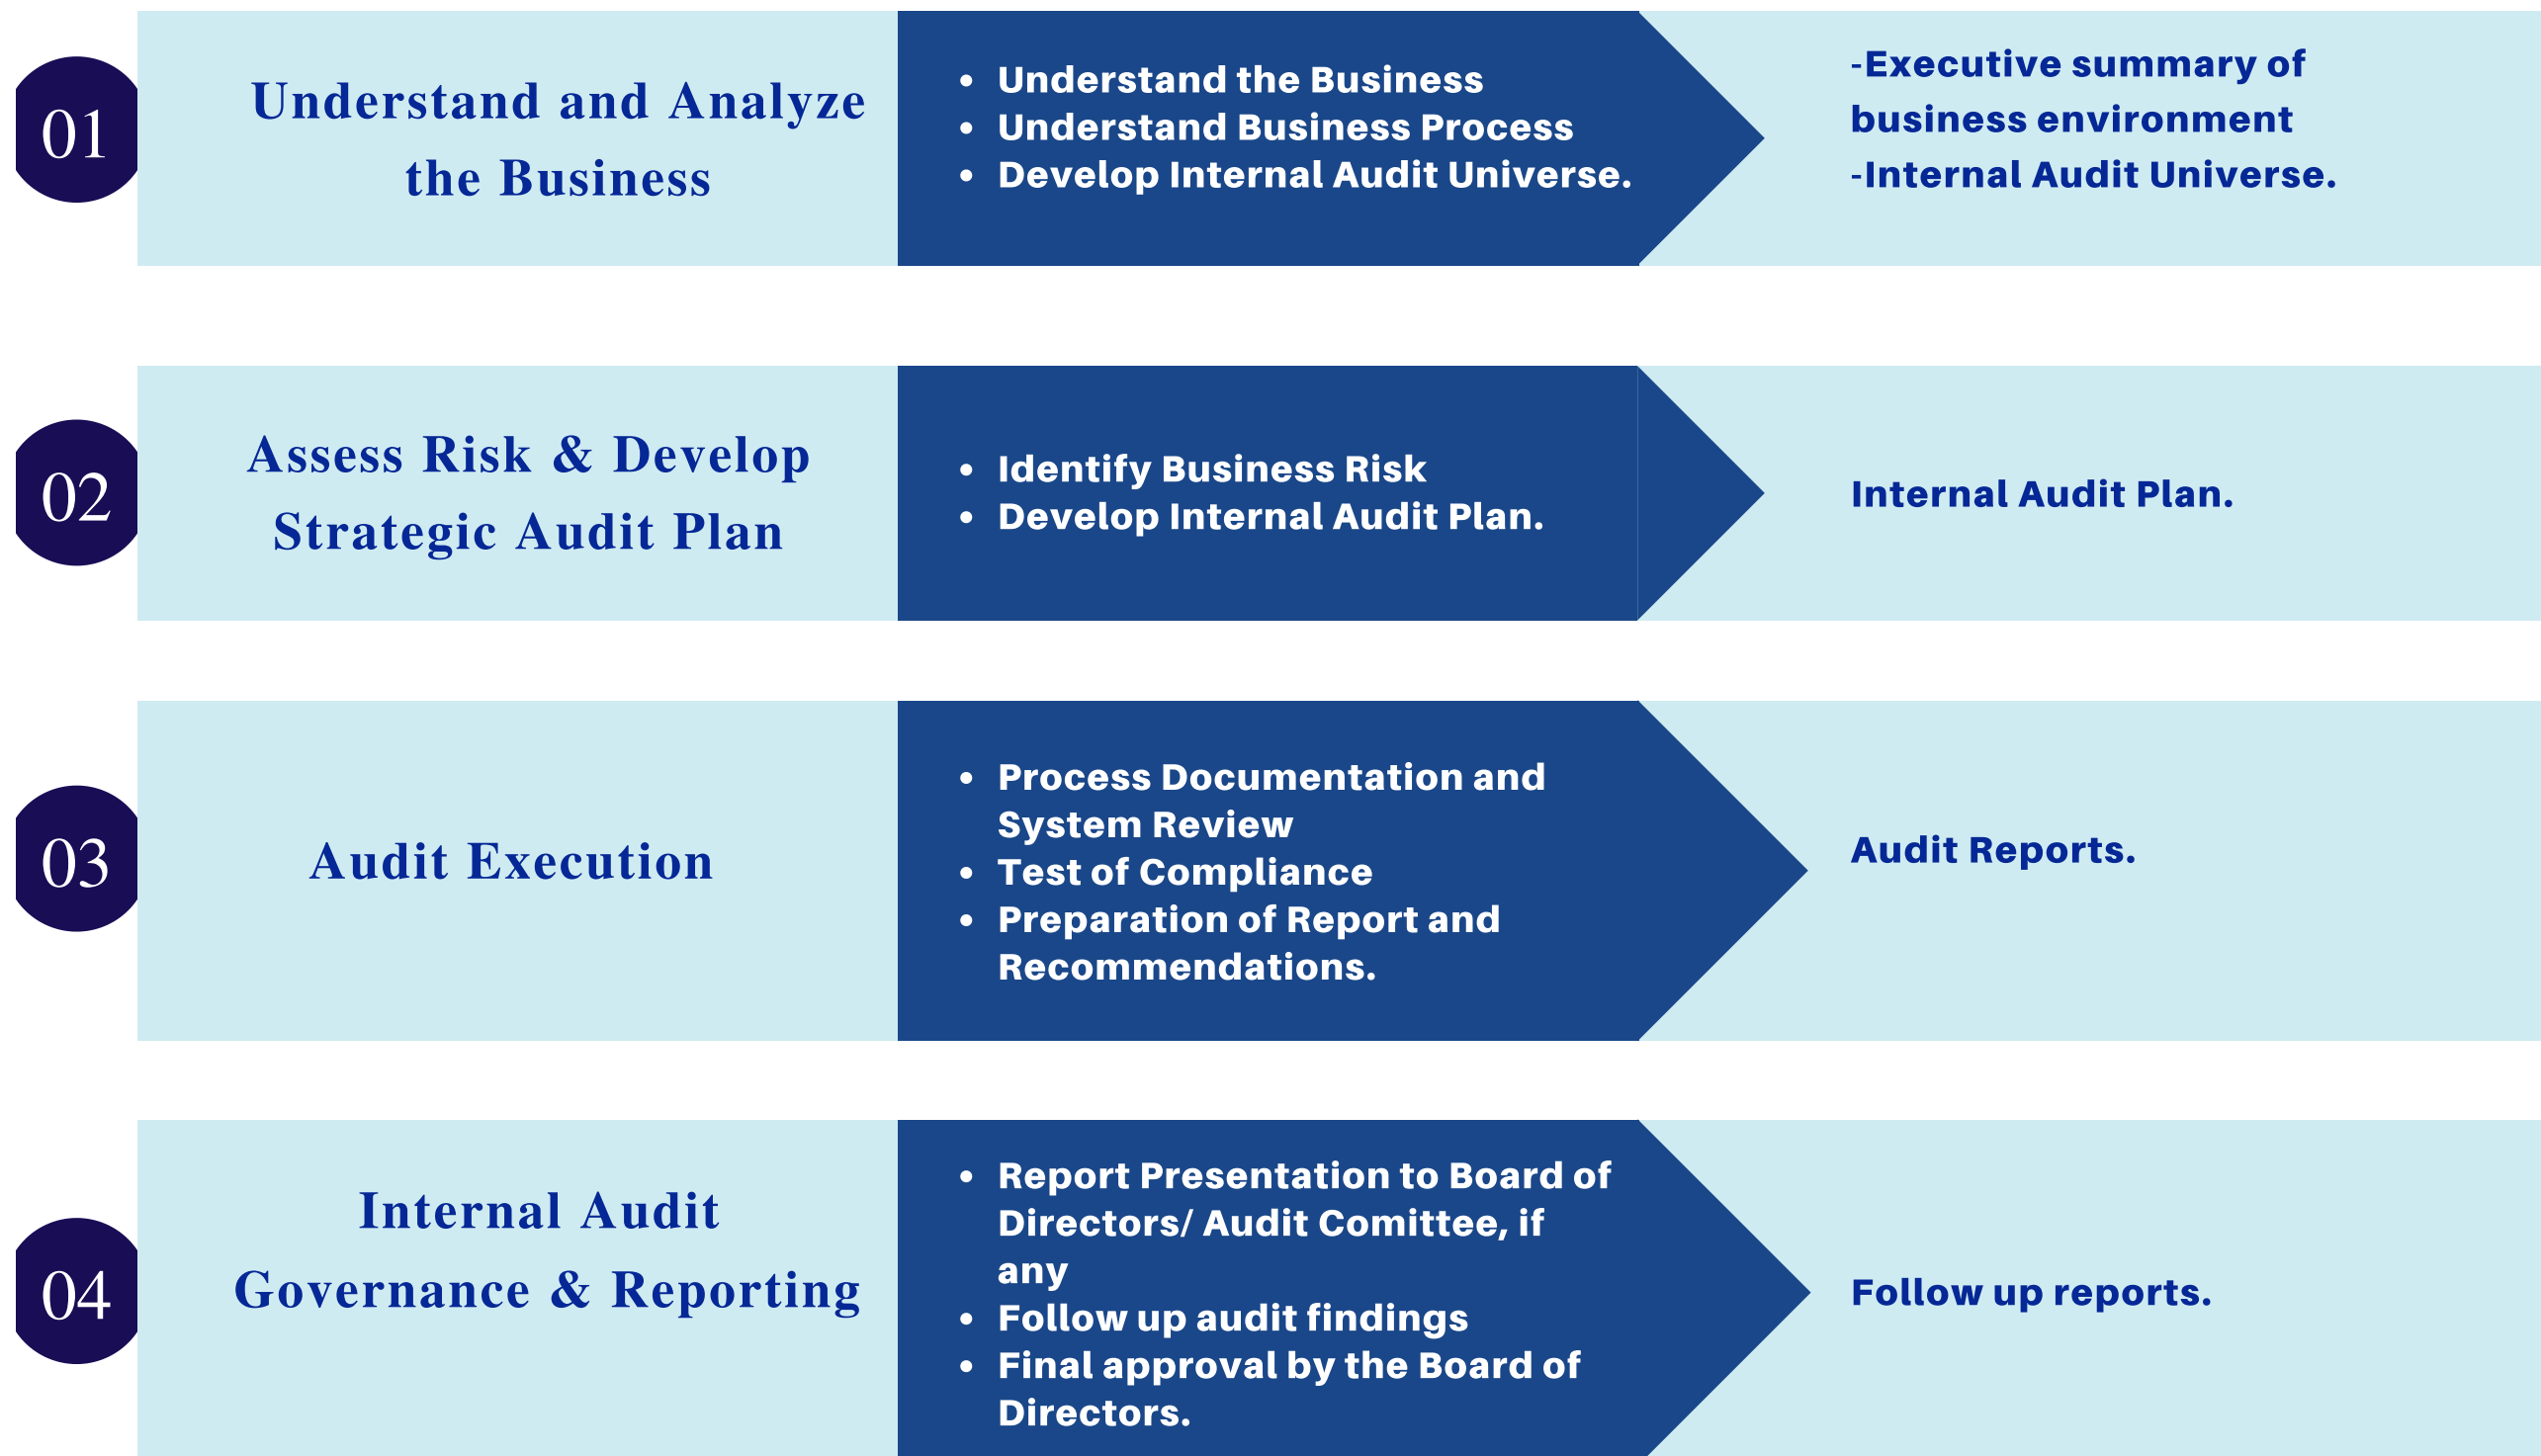 01
Understand and Analyze
the Business
• Understand the Business
• Understand Business Process
• Develop Internal Audit Universe.
-Executive summary of
business environment
-Internal Audit Universe.
02
Assess Risk & Develop
Strategic Audit Plan
• Identify Business Risk
• Develop Internal Audit Plan.
Internal Audit Plan.
03
Audit Execution
• Process Documentation and
System Review
• Test of Compliance
• Preparation of Report and
Recommendations.
Audit Reports.
04
Internal Audit
Governance & Reporting
• Report Presentation to Board of
Directors/ Audit Comittee, if
any
• Follow up audit findings
• Final approval by the Board of
Directors.
Follow up reports.